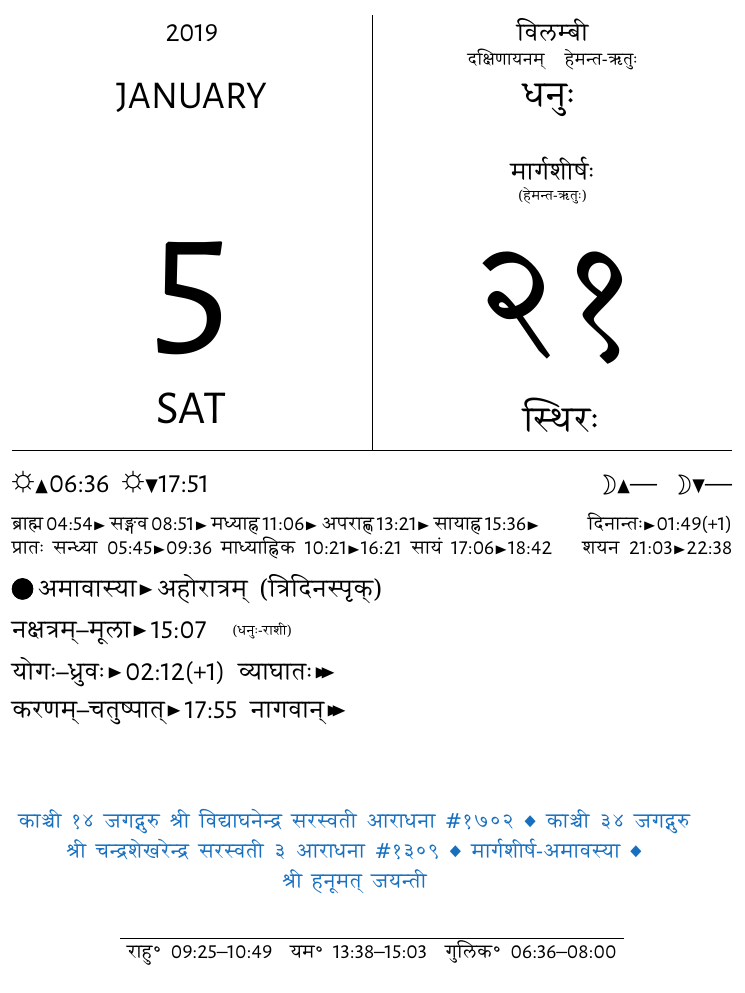 2019
JANUARY
5
SAT
विलम्बी
दक्षिणायनम् हेमन्त-ऋतुः
धनुः
मार्गशीर्षः
(हेमन्त-ऋतुः)
२१
स्थिरः
☼▲06:36 ☼▼17:51 ☽▲— ☽▼—
ब्राह्म 04:54► सङ्गव 08:51► मध्याह्न 11:06► अपराह्ण 13:21► सायाह्न 15:36► दिनान्तः►01:49(+1)
प्रातः सन्ध्या 05:45►09:36 माध्याह्निक 10:21►16:21 सायं 17:06►18:42 शयन 21:03►22:38
●अमावास्या►अहोरात्रम् (त्रिदिनस्पृक्)
नक्षत्रम्–मूला►15:07 (धनुः-राशी)
योगः–ध्रुवः►02:12(+1) व्याघातः►►
करणम्–चतुष्पात्►17:55 नागवान्►►
काञ्ची १४ जगद्गुरु श्री विद्याघनेन्द्र सरस्वती आराधना #१७०२ ◆ काञ्ची ३४ जगद्गुरु
श्री चन्द्रशेखरेन्द्र सरस्वती ३ आराधना #१३०९ ◆ मार्गशीर्ष-अमावस्या ◆
श्री हनूमत् जयन्ती
राहु° 09:25–10:49 यम° 13:38–15:03 गुलिक° 06:36–08:00